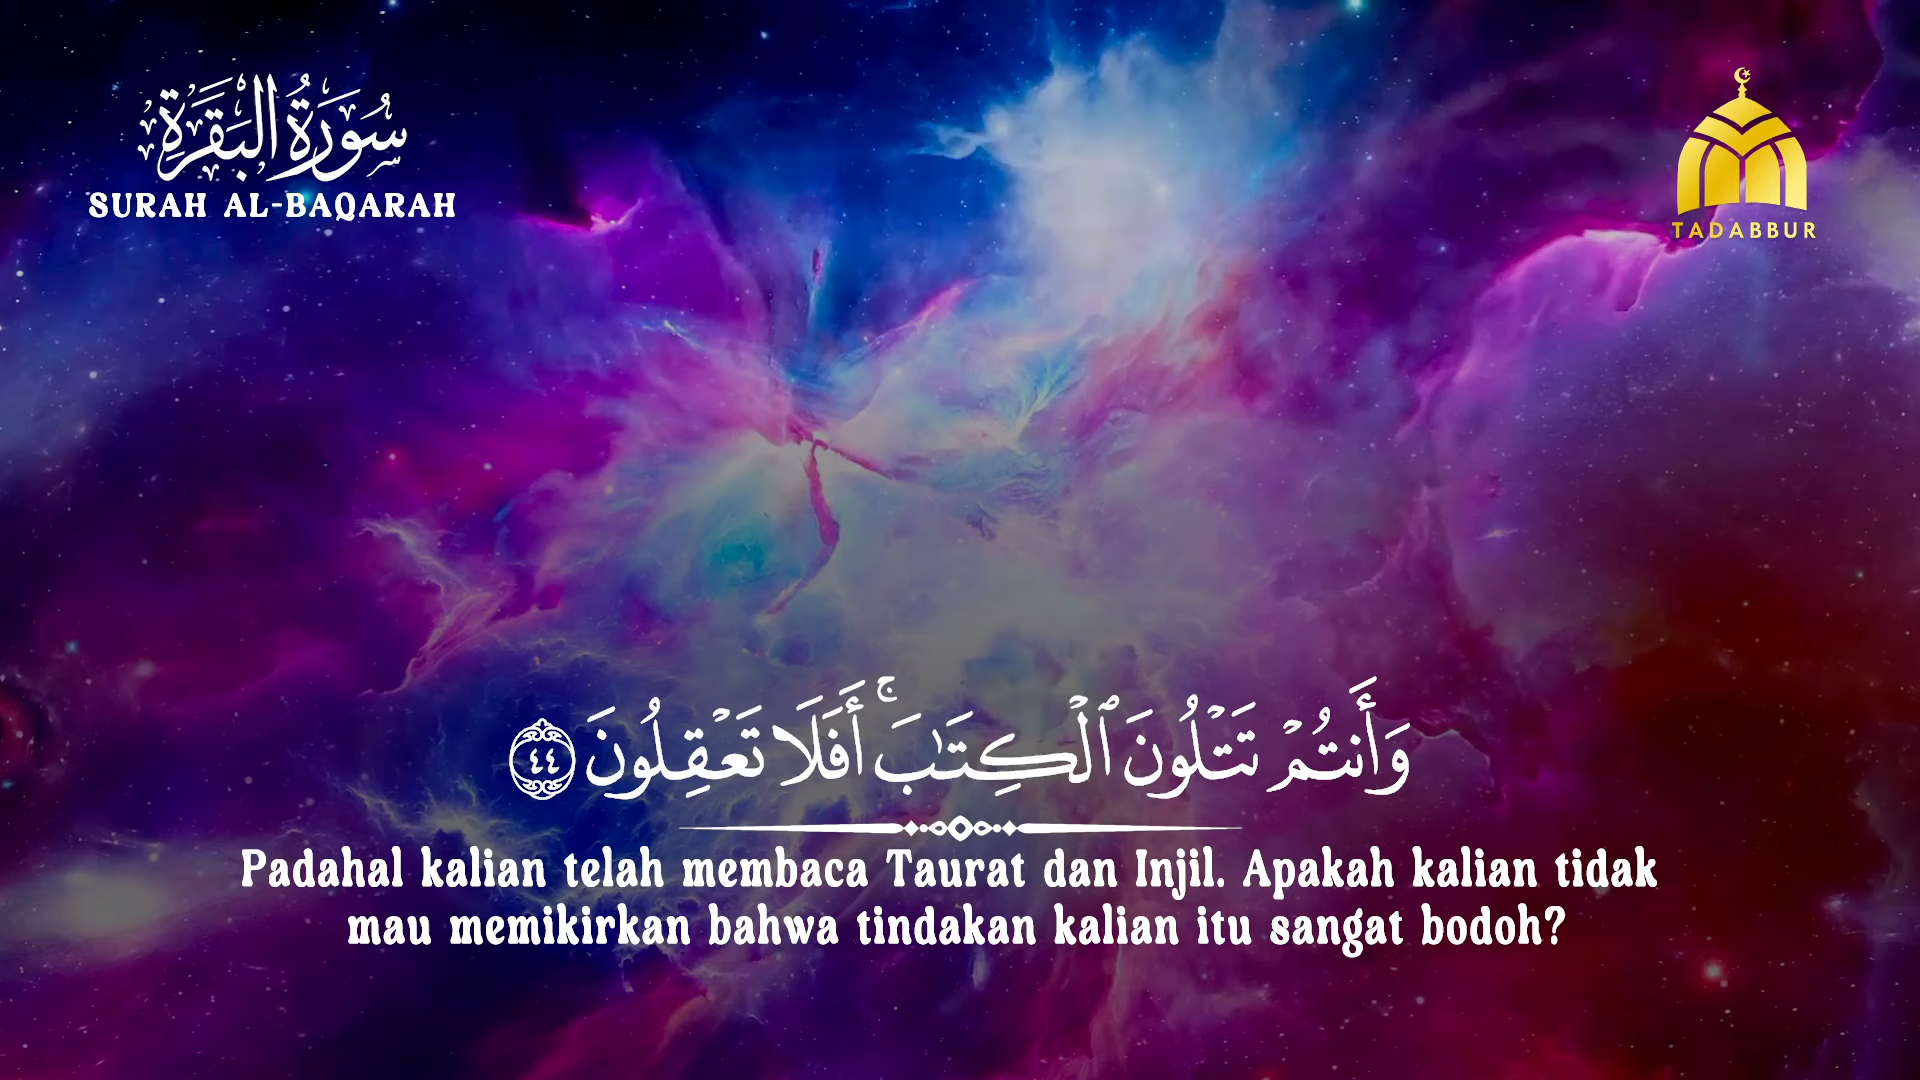 سُورَةُ البَقَرَةِ
SURAH AL-BAQARAH
TADABBUR
وَأَنتُمْ تَتْلُونَ ٱلْكِتَـٰبَ ۚ أَفَلَا تَعْقِلُونَ ٤٤
Padahal kalian telah membaca Taurat dan Injil. Apakah kalian tidak
mau memikirkan bahwa tindakan kalian itu sangat bodoh?